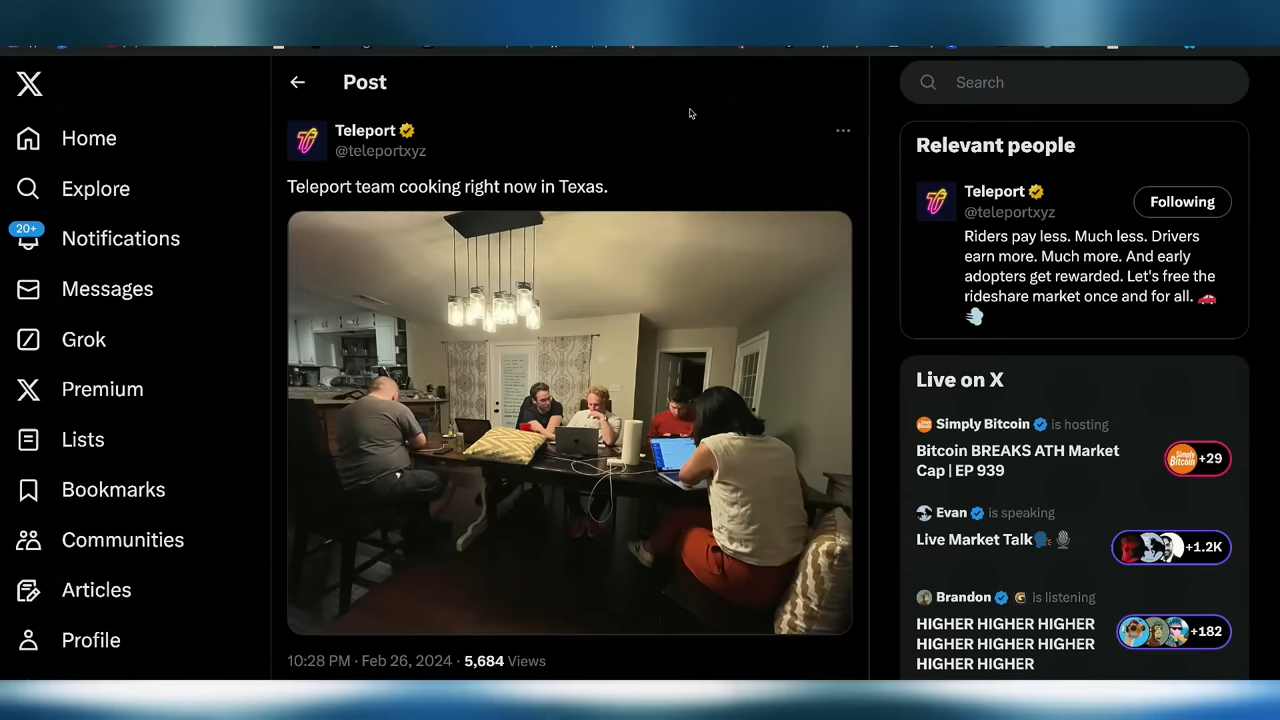 Post
Search
Home
Explore
20+
Notifications
Messages
Grok
Premium
Lists
Bookmarks
Communities
Articles
Profile
Teleport
@teleportxyz
Teleport team cooking right now in Texas.
10:28 PM · Feb 26, 2024 · 5,684 Views
Relevant people
Teleport
@teleportxyz
Following
Riders pay less. Much less. Drivers
earn more. Much more. And early
adopters get rewarded. Let's free the
rideshare market once and for all.
Live on X
Simply Bitcoin is hosting
Bitcoin BREAKS ATH Market
Cap | EP 939
Simply Bitcoin
+29
Evan is speaking
Live Market Talk
+1.2K
Brandon is listening
HIGHER HIGHER HIGHER
HIGHER HIGHER HIGHER
HIGHER HIGHER
+182